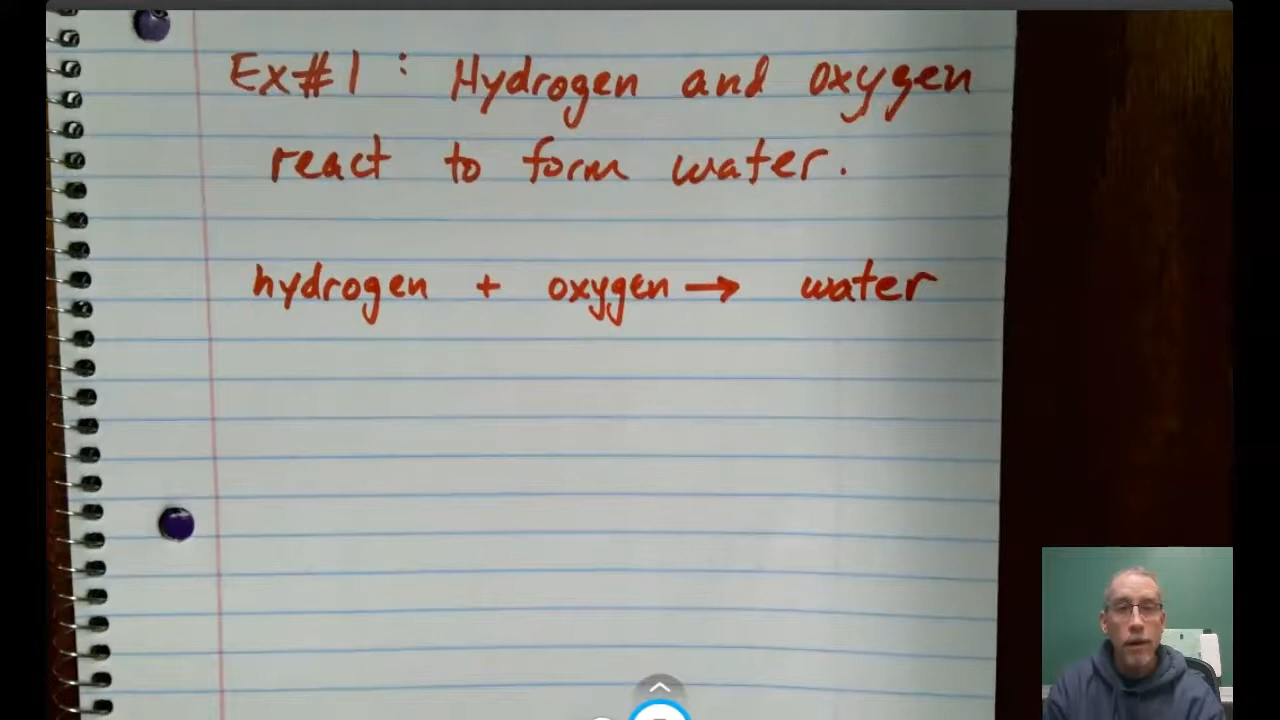 Ex#1 : Hydrogen and oxygen
react to form water.
hydrogen + oxygen → water